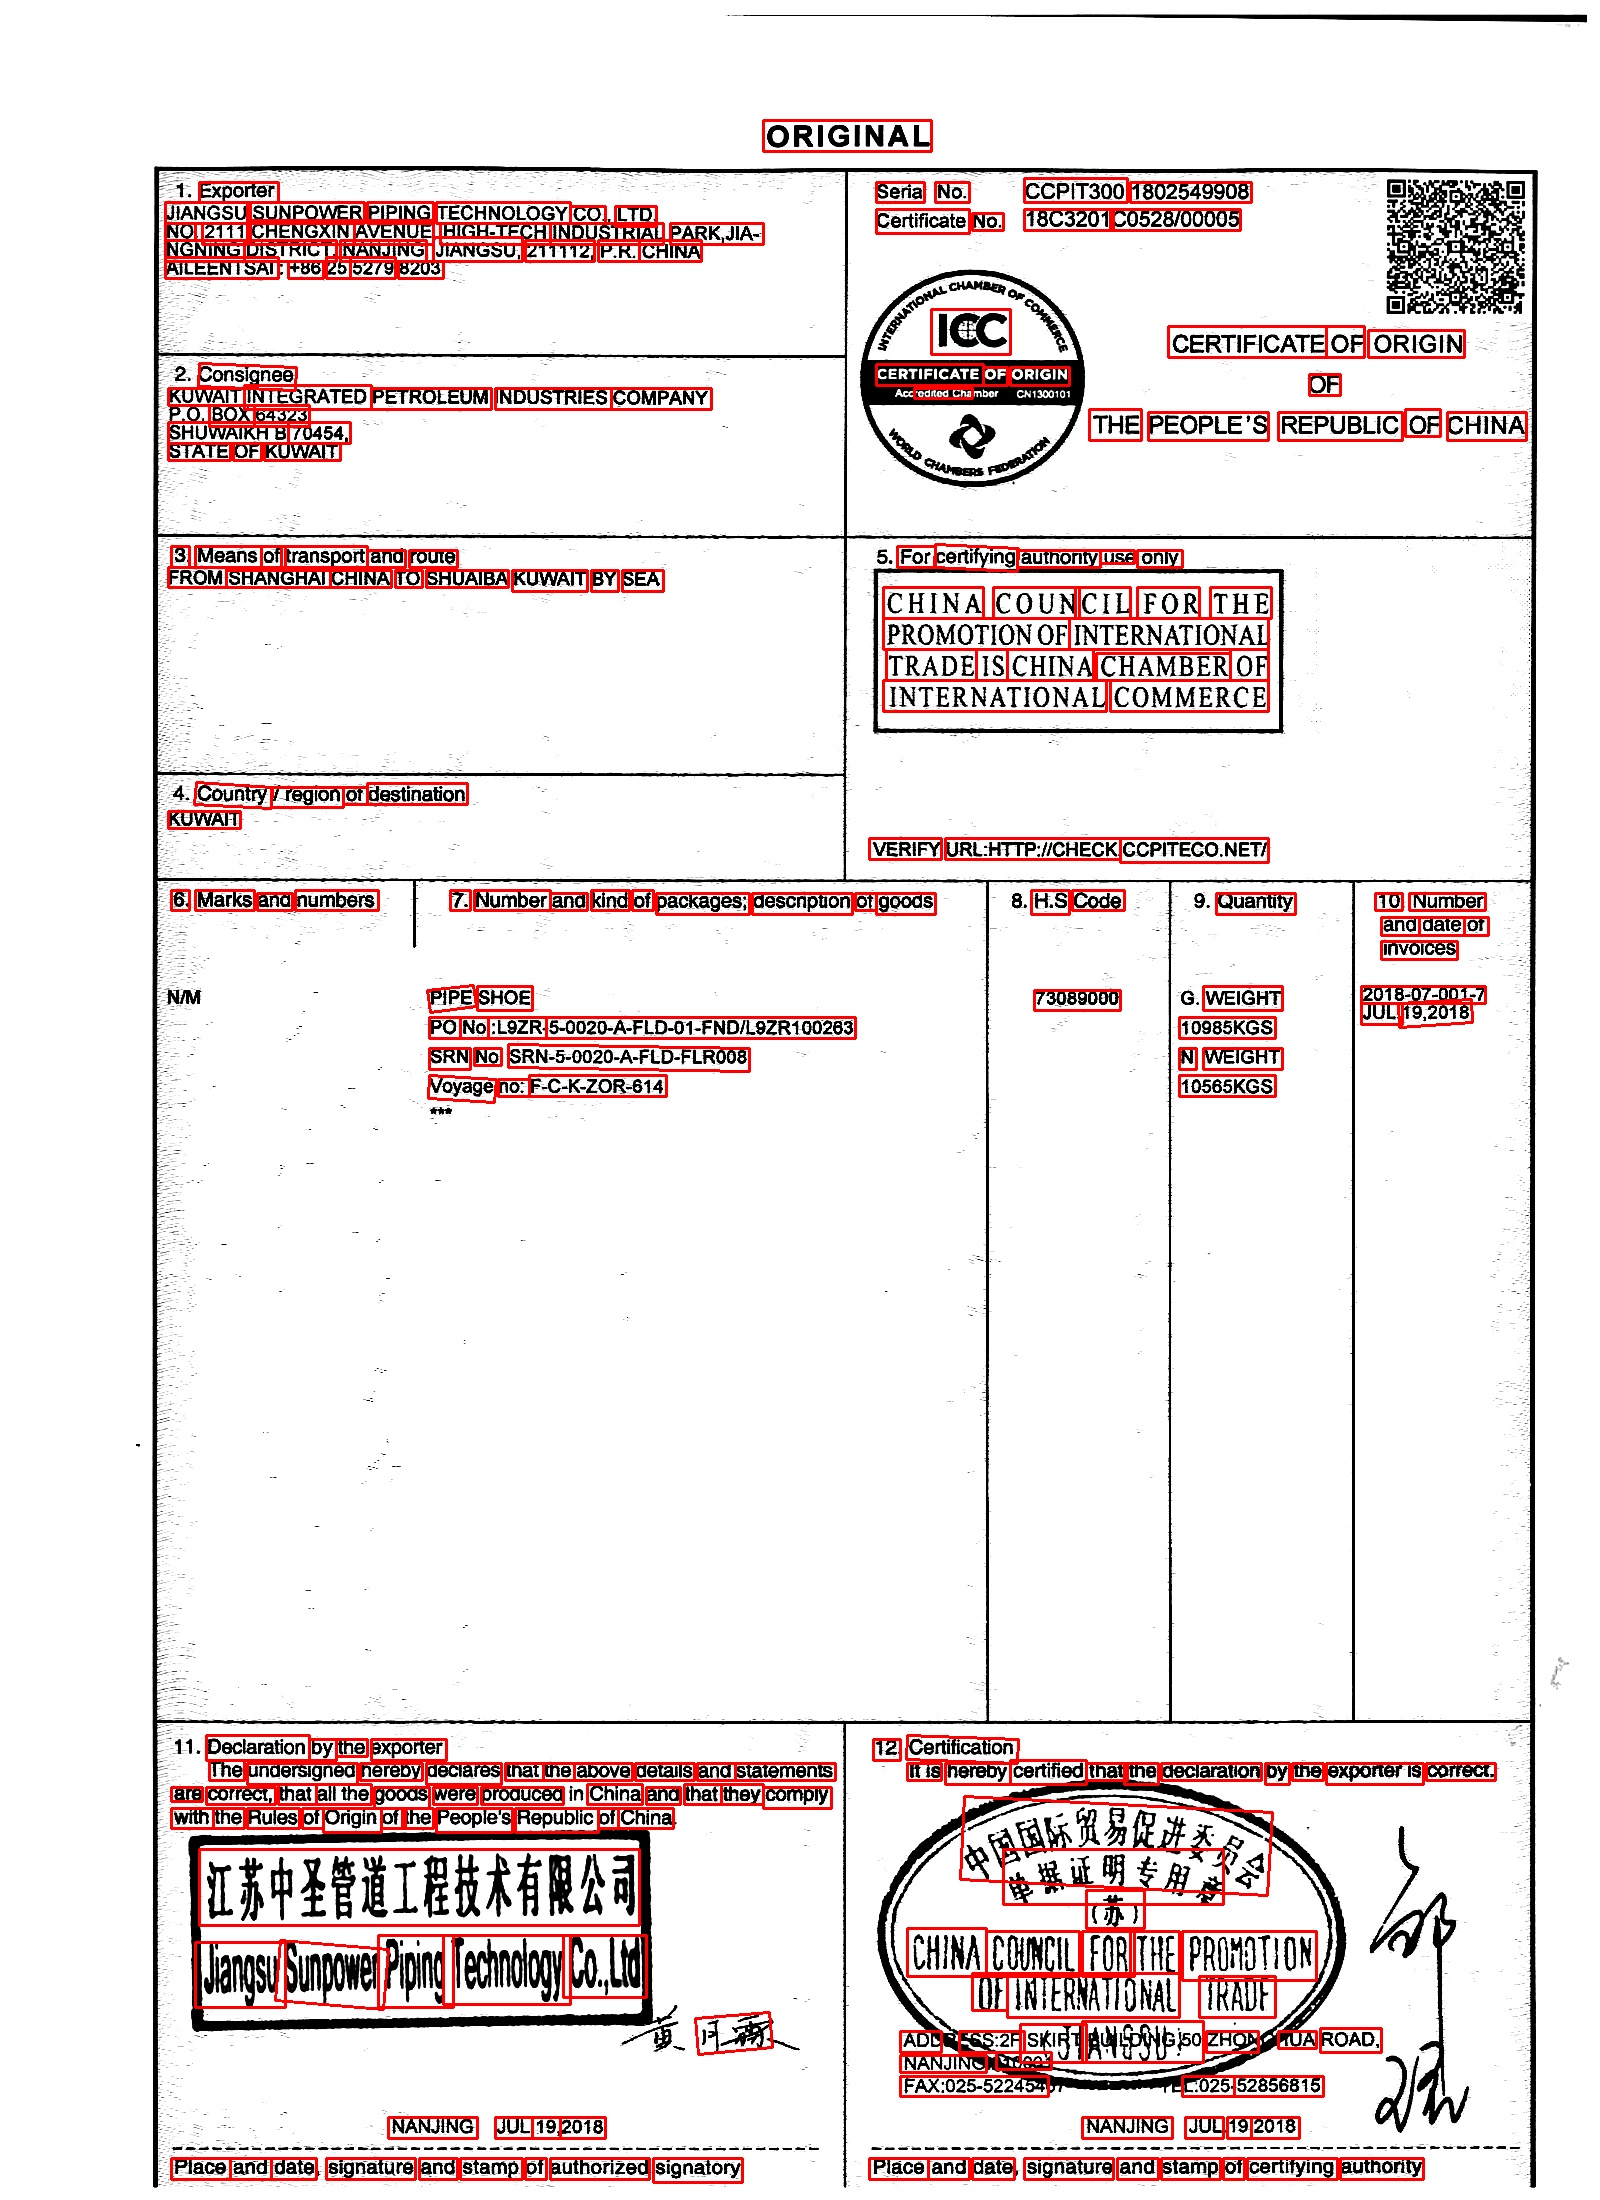 ORIGINAL
1. Exporter
JIANGSU SUNPOWER PIPING TECHNOLOGY CO., LTD.
NO. 2111 CHENGXIN AVENUE, HIGH-TECH INDUSTRIAL PARK,JIA-
NGNING DISTRICT, NANJING, JIANGSU, 211112, P.R. CHINA
AILEEN TSAI: +86 25 5279 8203
Serial No. CCPIT300 1802549908
Certificate No. 18C3201C0528/00005
INTERNATIONAL CHAMBER OF COMMERCE
ICC
CERTIFICATE OF ORIGIN
Accredited Chamber CN1300101
WORLD CHAMBERS FEDERATION
CERTIFICATE OF ORIGIN
OF
THE PEOPLE'S REPUBLIC OF CHINA
2. Consignee
KUWAIT INTEGRATED PETROLEUM INDUSTRIES COMPANY
P.O. BOX 64323
SHUWAIKH B 70454,
STATE OF KUWAIT
3. Means of transport and route
FROM SHANGHAI CHINA TO SHUAIBA KUWAIT BY SEA
5. For certifying authority use only
CHINA COUNCIL FOR THE
PROMOTION OF INTERNATIONAL
TRADE IS CHINA CHAMBER OF
INTERNATIONAL COMMERCE
4. Country / region of destination
KUWAIT
VERIFY URL:HTTP://CHECK.CCPITECO.NET/
6. Marks and numbers
7. Number and kind of packages; description of goods
8. H.S Code
9. Quantity
10. Number
and date of
invoices
N/M
PIPE SHOE
PO No.:L9ZR-5-0020-A-FLD-01-FND/L9ZR100263
SRN No. SRN-5-0020-A-FLD-FLR008
Voyage no: F-C-K-ZOR-614
***
73089000
G. WEIGHT
10985KGS
N. WEIGHT
10565KGS
2018-07-001-7
JUL.19,2018
11. Declaration by the exporter
The undersigned hereby declares that the above details and statements
are correct, that all the goods were produced in China and that they comply
with the Rules of Origin of the People's Republic of China.
江苏中圣管道工程技术有限公司
Jiangsu Sunpower Piping Technology Co.,Ltd
NANJING JUL.19,2018
Place and date, signature and stamp of authorized signatory
12. Certification
It is hereby certified that the declaration by the exporter is correct.
中国国际贸易促进委员会
单据证明专用章
(苏)
CHINA COUNCIL FOR THE PROMOTION
OF INTERNATIONAL TRADE
(JIANGSU)
ADDRESS:2F SKIRT BUILDING,50 ZHONGHUA ROAD,
NANJING
FAX:025- TEL:025-52856815
NANJING JUL.19,2018
Place and date, signature and stamp of certifying authority